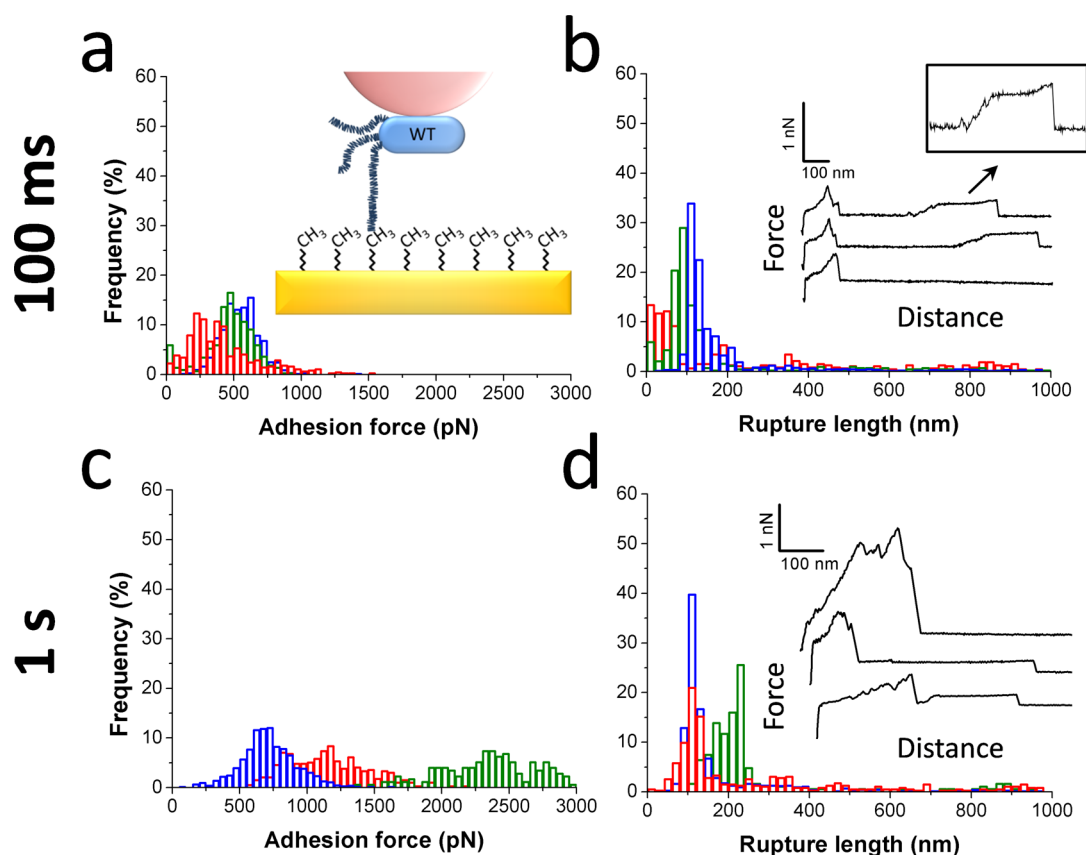 100 ms
a
60
50
40
30
20
10
0
Frequency (%)
WT
CH3 CH3 CH3 CH3 CH3 CH3 CH3 CH3
0 500 1000 1500 2000 2500 3000
Adhesion force (pN)
b
60
50
40
30
20
10
0
1 nN
100 nm
Force
Distance
0 200 400 600 800 1000
Rupture length (nm)
1 s
c
60
50
40
30
20
10
0
Frequency (%)
0 500 1000 1500 2000 2500 3000
Adhesion force (pN)
d
60
50
40
30
20
10
0
1 nN
100 nm
Force
Distance
0 200 400 600 800 1000
Rupture length (nm)